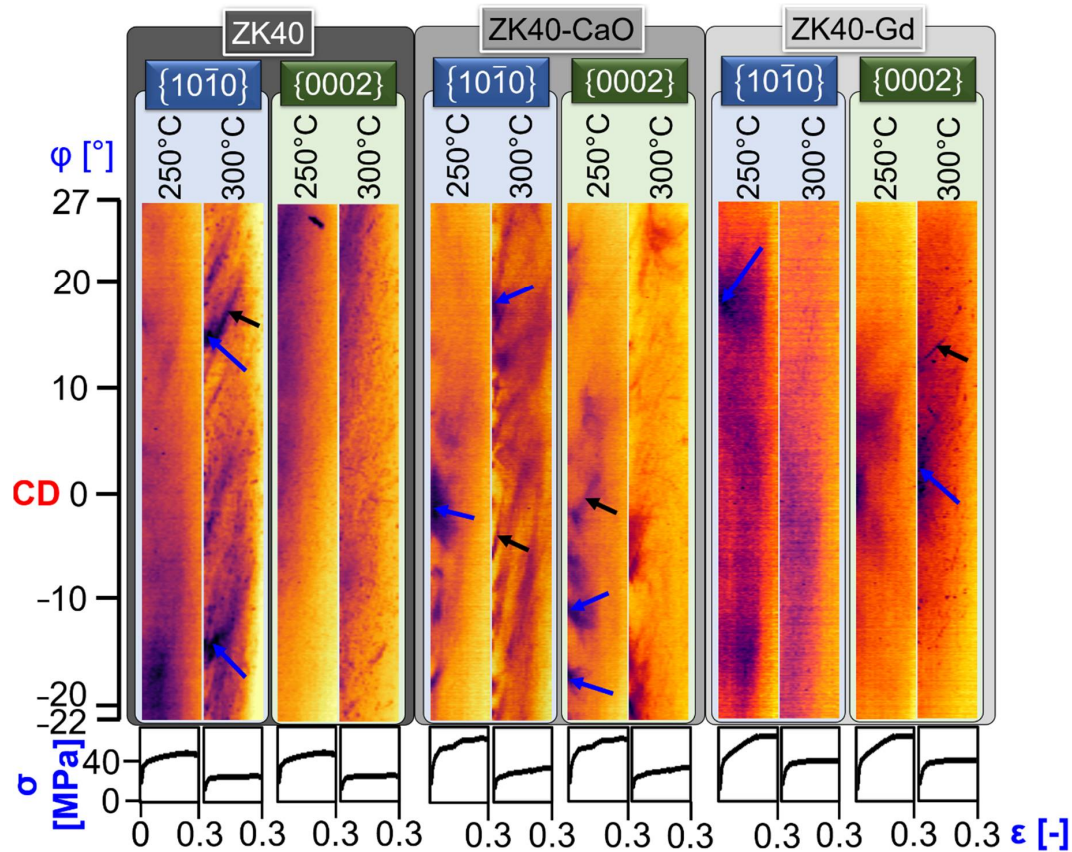 ZK40 ZK40-CaO ZK40-Gd
{101̄0} {0002} {101̄0} {0002} {101̄0} {0002}
φ [°] 250°C 300°C 250°C 300°C 250°C 300°C 250°C 300°C 250°C 300°C 250°C 300°C
27
20
10
CD 0
-10
-20
-22
σ [MPa]
40
0
0 0.3 0.3 0.3 0.3 0.3 0.3 0.3 0.3 0.3 0.3 0.3 0.3 ε [-]